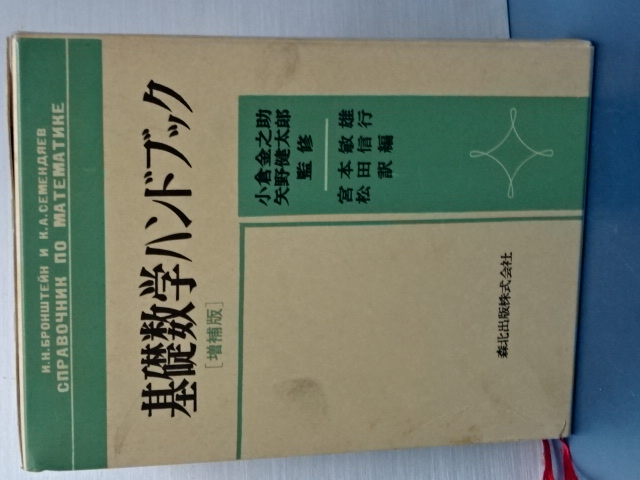 И.Н.БРОНШТЕЙН И К.А.СЕМЕНДЯЕВ
СПРАВОЧНИК ПО МАТЕМАТИКЕ
基礎数学ハンドブック
[増補版]
小倉金之助
矢野健太郎
監修
宮本敏雄
松田信行
訳編
森北出版株式会社